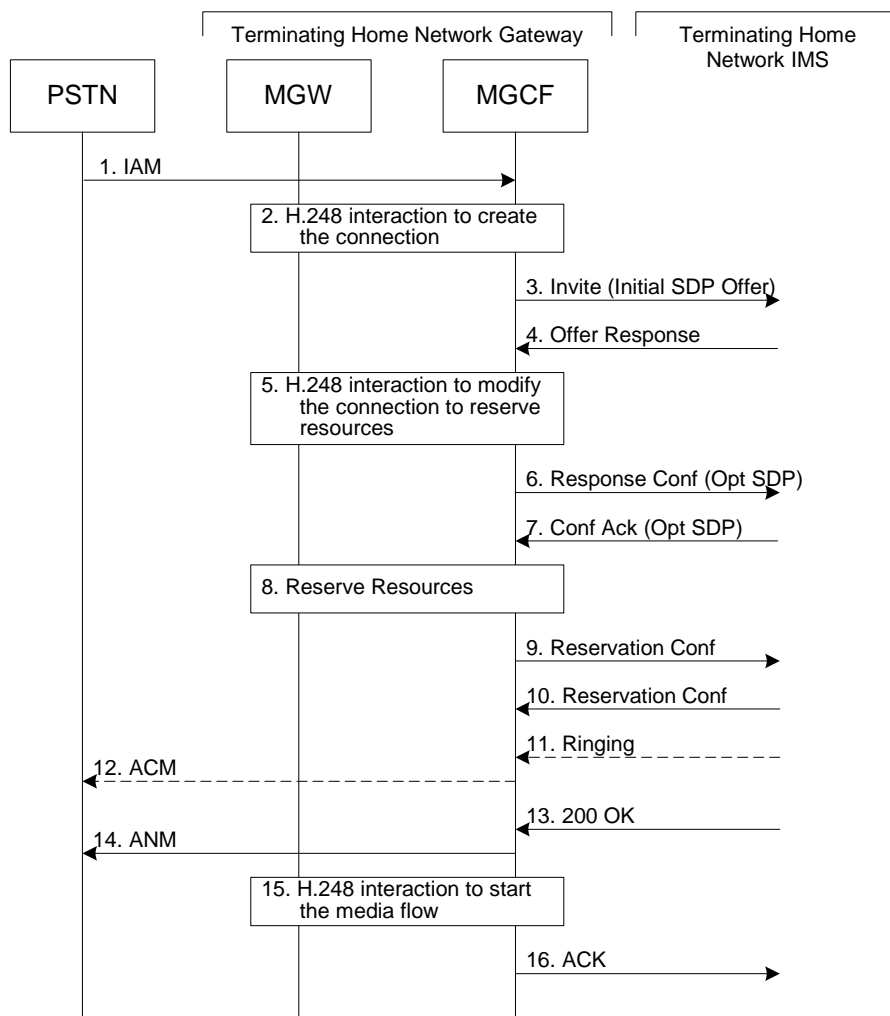 Terminating Home Network Gateway
Terminating Home
Network IMS
PSTN
MGW
MGCF
1. IAM
2. H.248 interaction to create
the connection
3. Invite (Initial SDP Offer)
4. Offer Response
5. H.248 interaction to modify
the connection to reserve
resources
6. Response Conf (Opt SDP)
7. Conf Ack (Opt SDP)
8. Reserve Resources
9. Reservation Conf
10. Reservation Conf
11. Ringing
12. ACM
13. 200 OK
14. ANM
15. H.248 interaction to start
the media flow
16. ACK